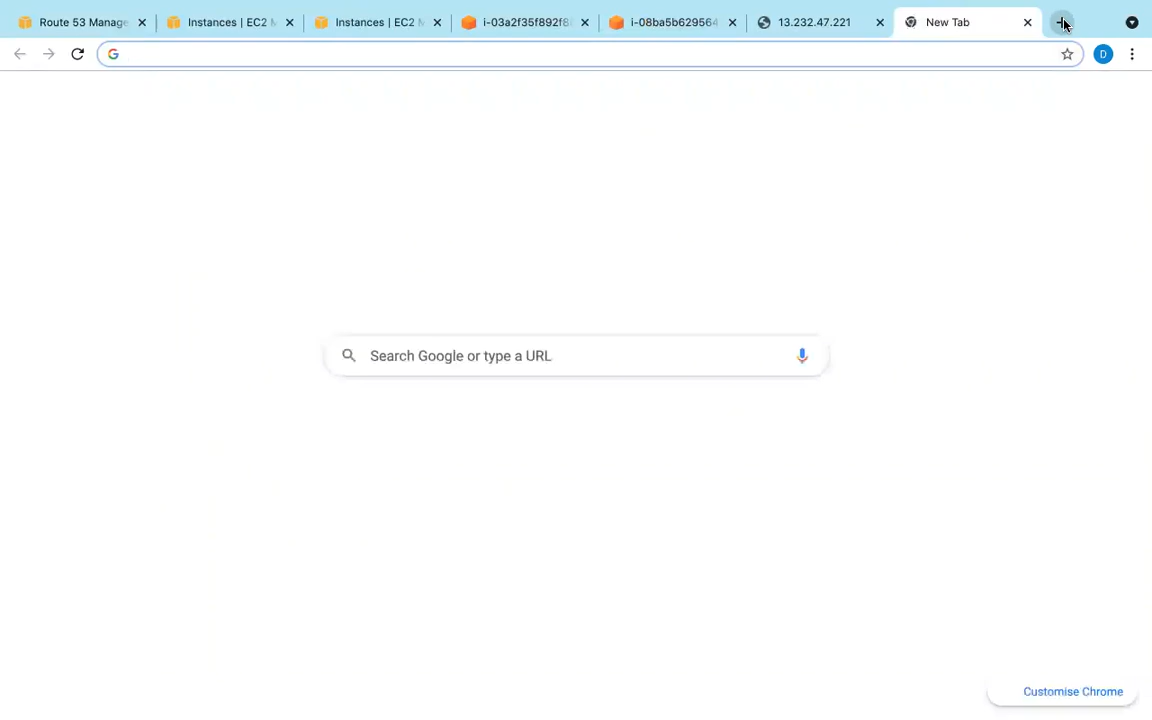 Route 53 Manage
Instances | EC2 M
Instances | EC2 M
i-03a2f35f892f8
i-08ba5b629564
13.232.47.221
New Tab
D
Search Google or type a URL
Customise Chrome